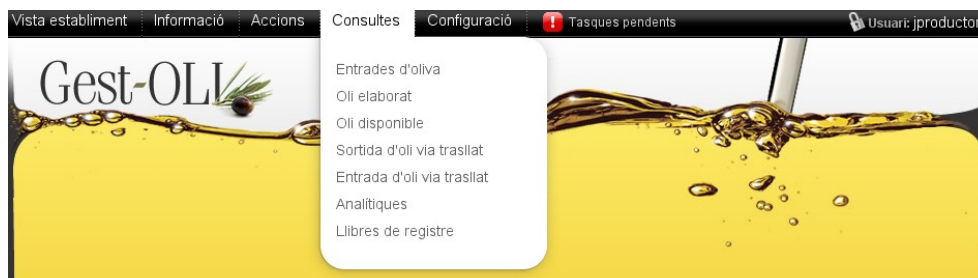 Vista establiment Informació Accions Consultes Configuració ! Tasques pendents Usuari: jproductor
Gest-OLI
Entrades d'oliva
Oli elaborat
Oli disponible
Sortida d'oli via trasllat
Entrada d'oli via trasllat
Analítiques
Llibres de registre